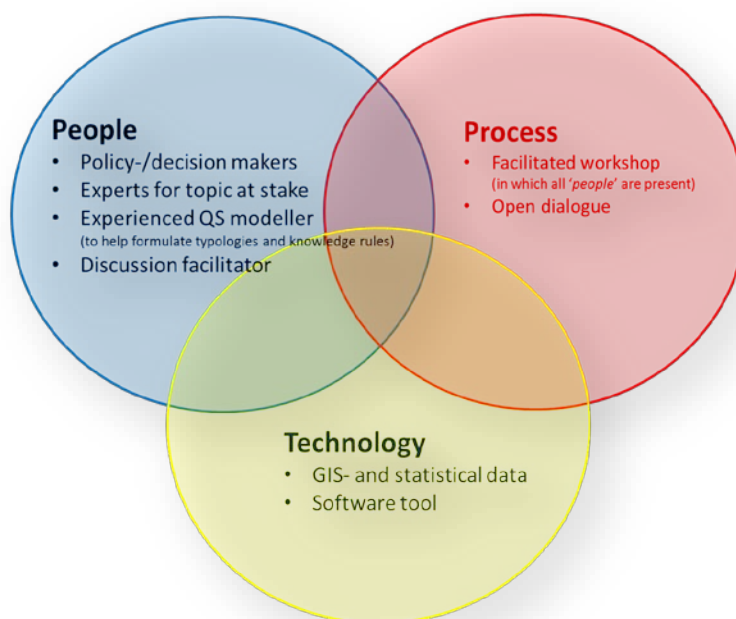 People
• Policy-/decision makers
• Experts for topic at stake
• Experienced QS modeller
(to help formulate typologies and knowledge rules)
• Discussion facilitator
Process
• Facilitated workshop
(in which all ‘people’ are present)
• Open dialogue
Technology
• GIS- and statistical data
• Software tool